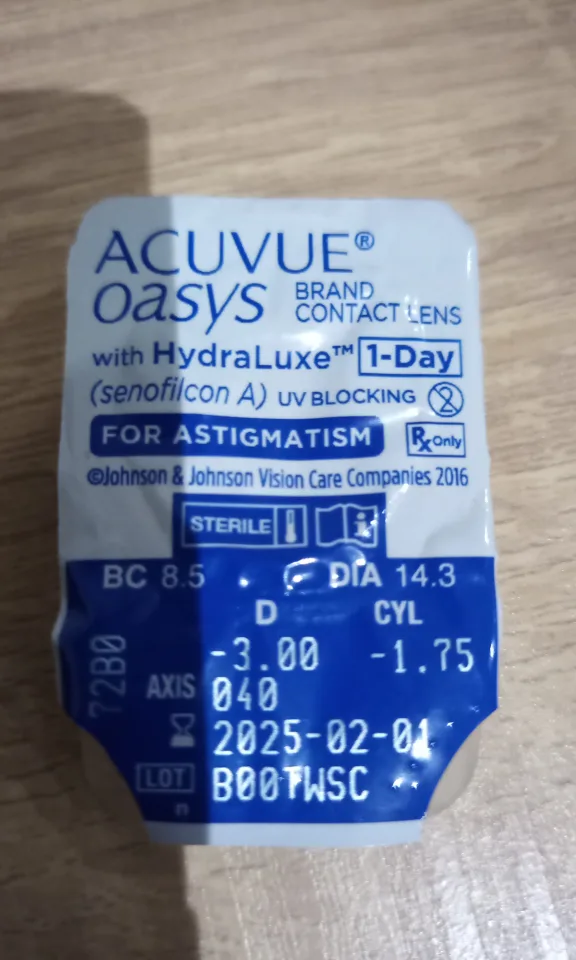 ACUVUE®
OASYS BRAND
CONTACT LENS
with HydraLuxe™ 1-Day
(senofilcon A) UV BLOCKING 2
FOR ASTIGMATISM Rx Only
©Johnson & Johnson Vision Care Companies 2016
STERILE i
BC 8.5 DIA 14.3
D CYL
-3.00 -1.75
AXIS 040
2025-02-01
LOT B00TWSC
n
72B0